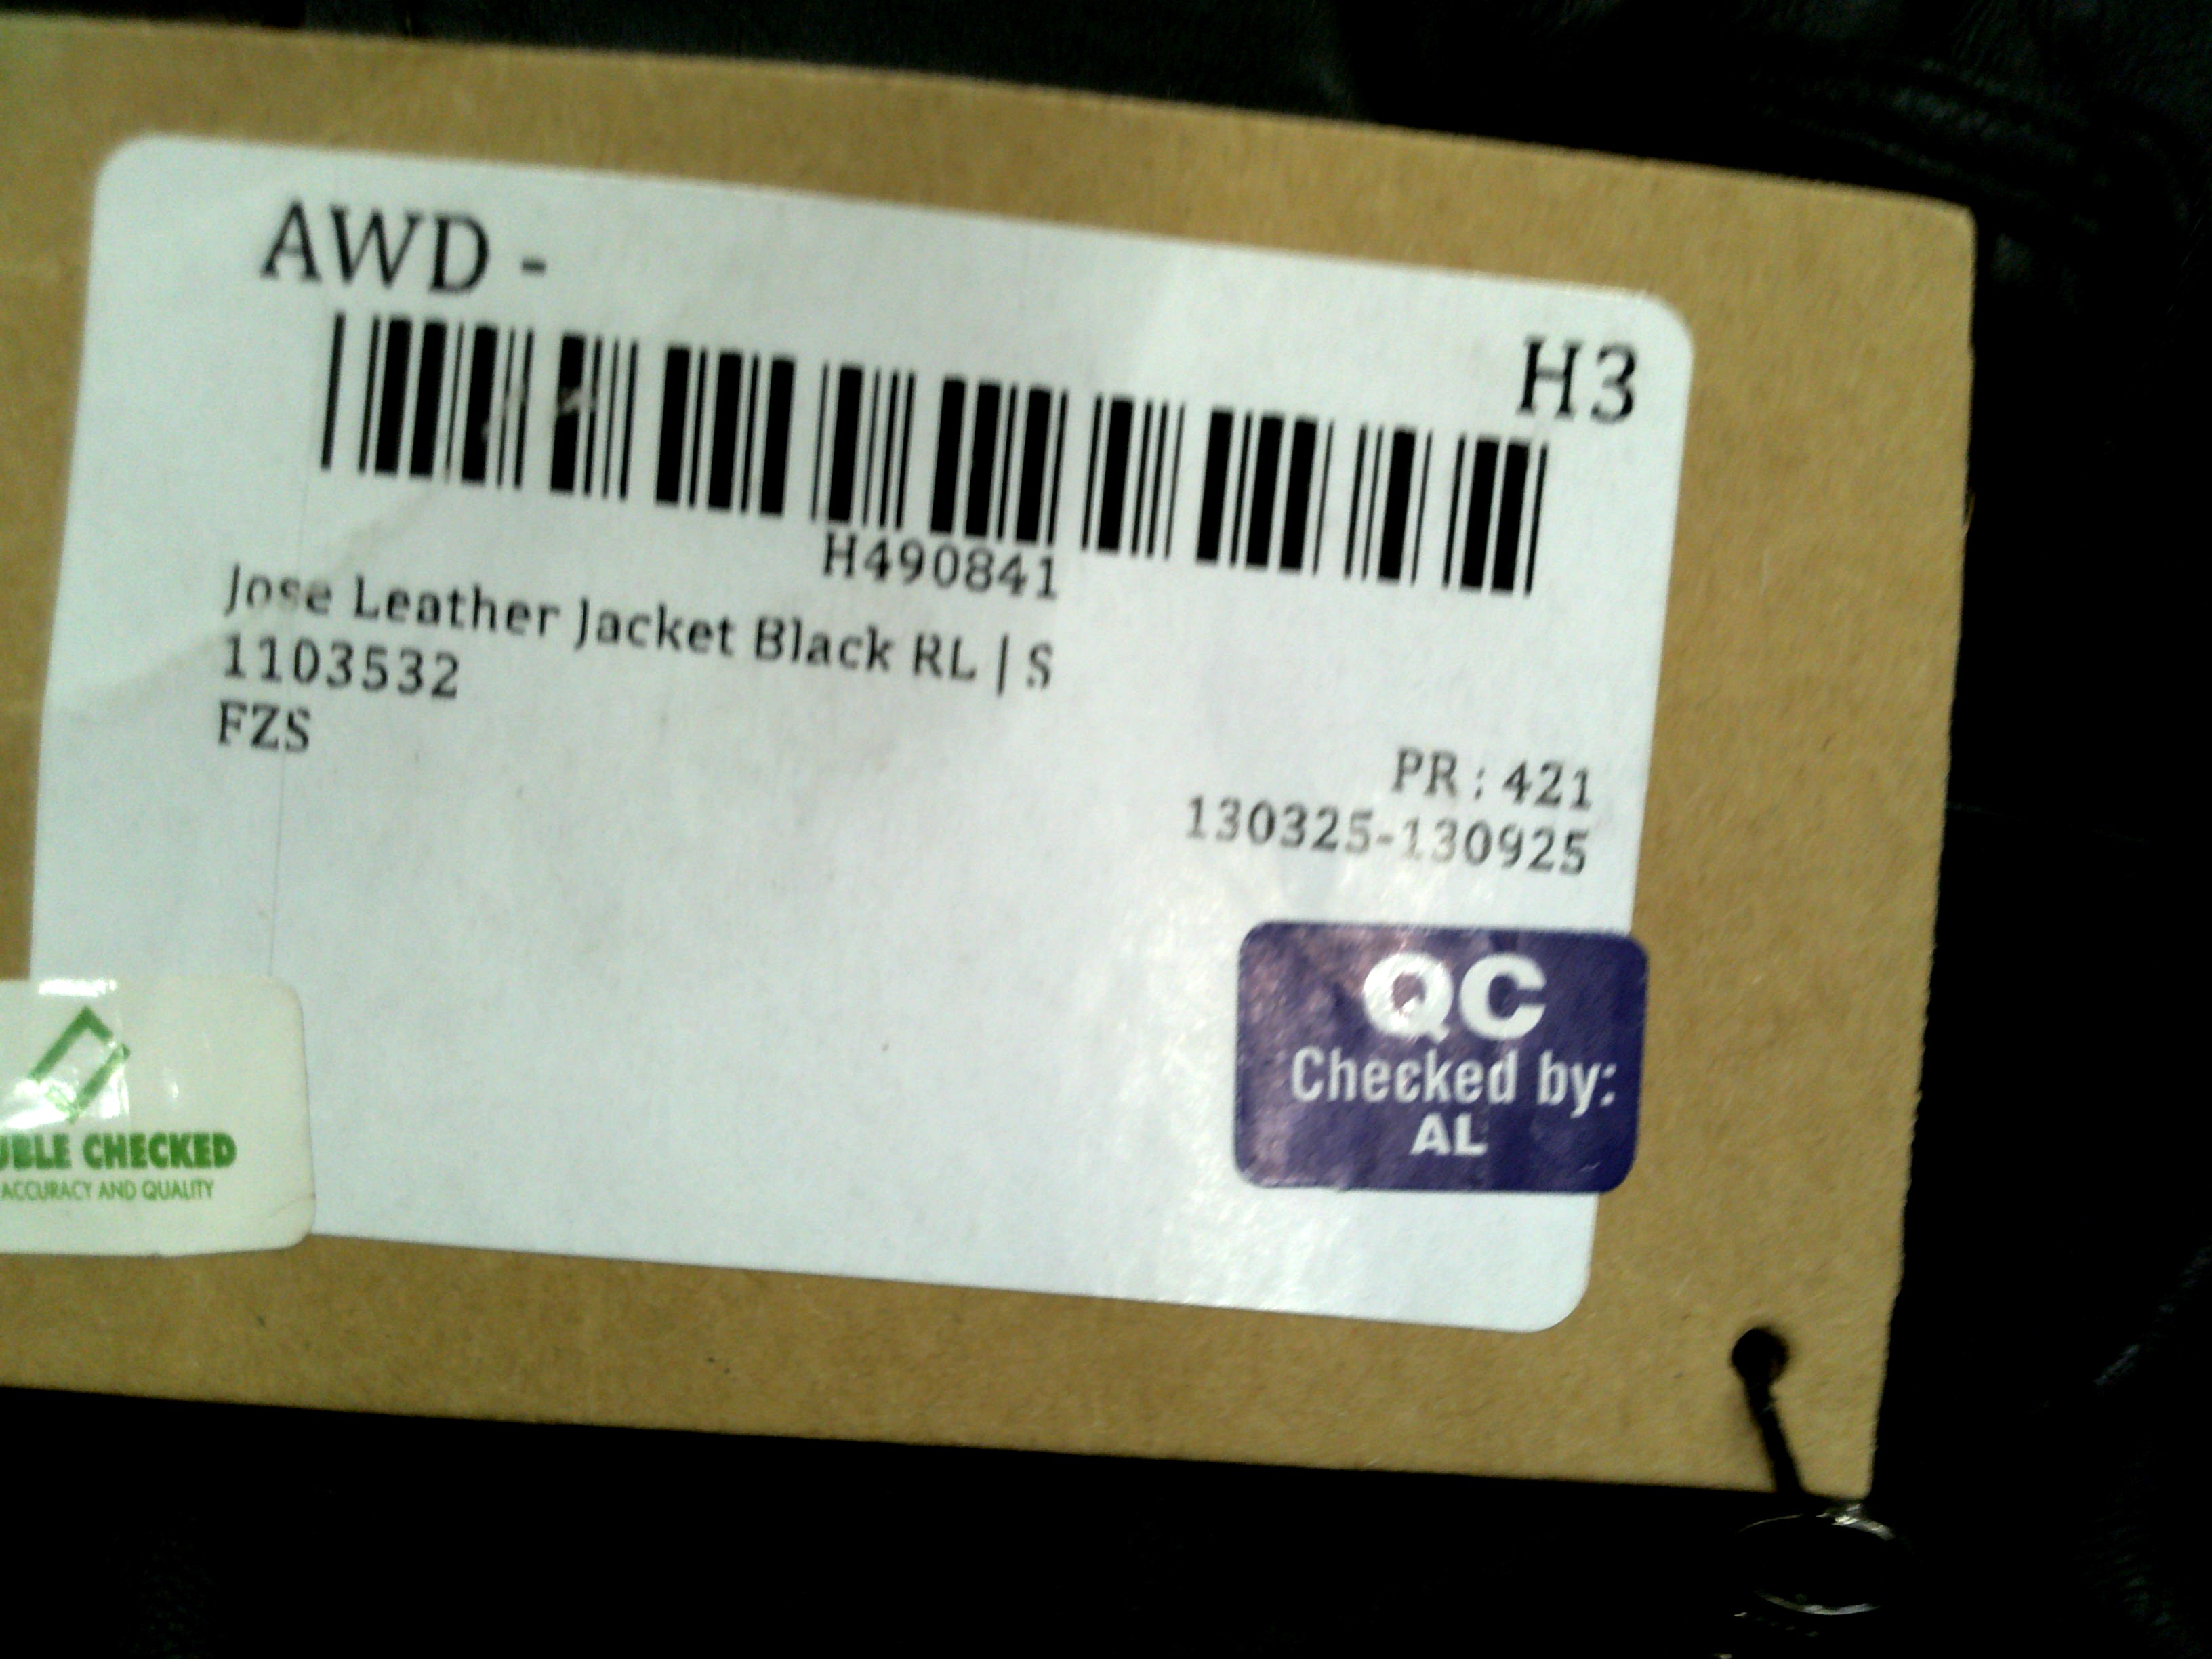 AWD -
H3
H490841
Jose Leather Jacket Black RL | S
1103532
FZS
PR : 421
130325-130925
QC
Checked by:
AL
UBLE CHECKED
ACCURACY AND QUALITY